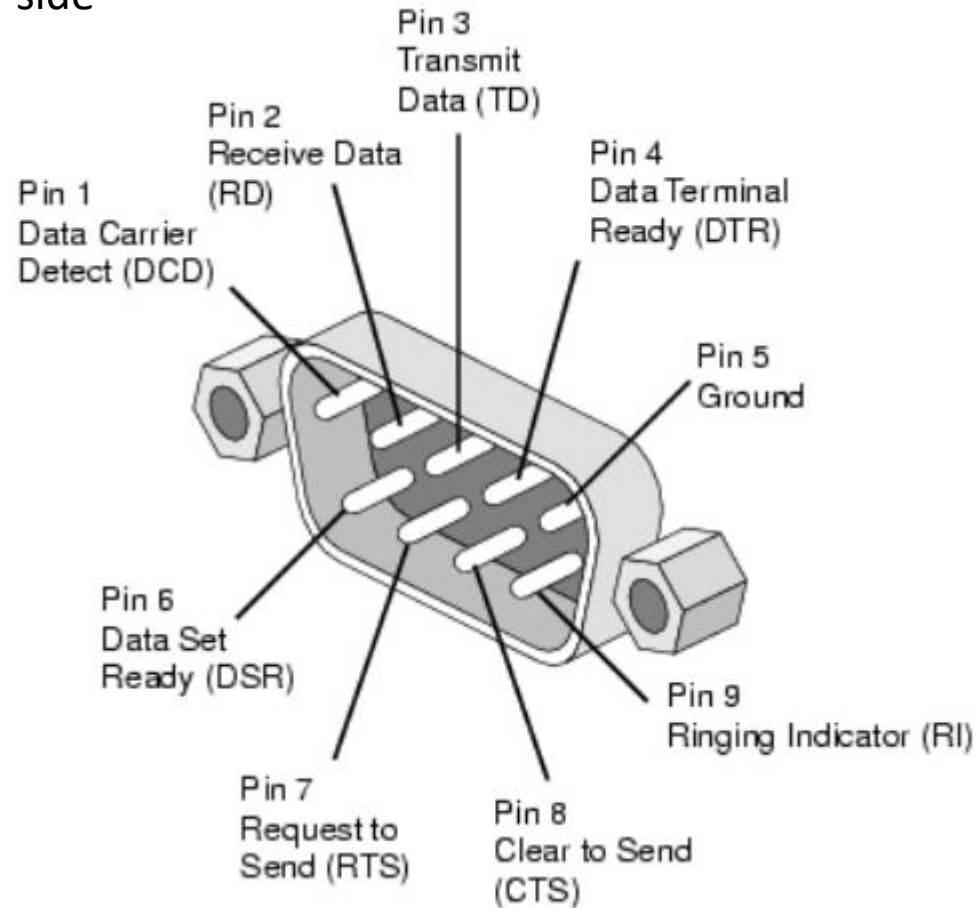 side
Pin 3
Transmit
Data (TD)
Pin 2
Receive Data
(RD)
Pin 4
Data Terminal
Ready (DTR)
Pin 1
Data Carrier
Detect (DCD)
Pin 5
Ground
Pin 6
Data Set
Ready (DSR)
Pin 9
Ringing Indicator (RI)
Pin 7
Request to
Send (RTS)
Pin 8
Clear to Send
(CTS)